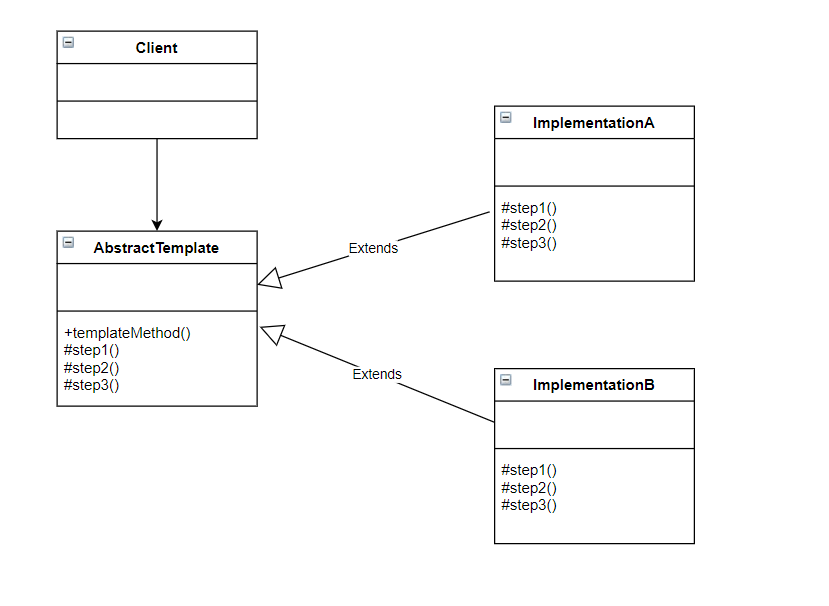 Client
AbstractTemplate
+templateMethod()
#step1()
#step2()
#step3()
Extends
Extends
ImplementationA
#step1()
#step2()
#step3()
ImplementationB
#step1()
#step2()
#step3()